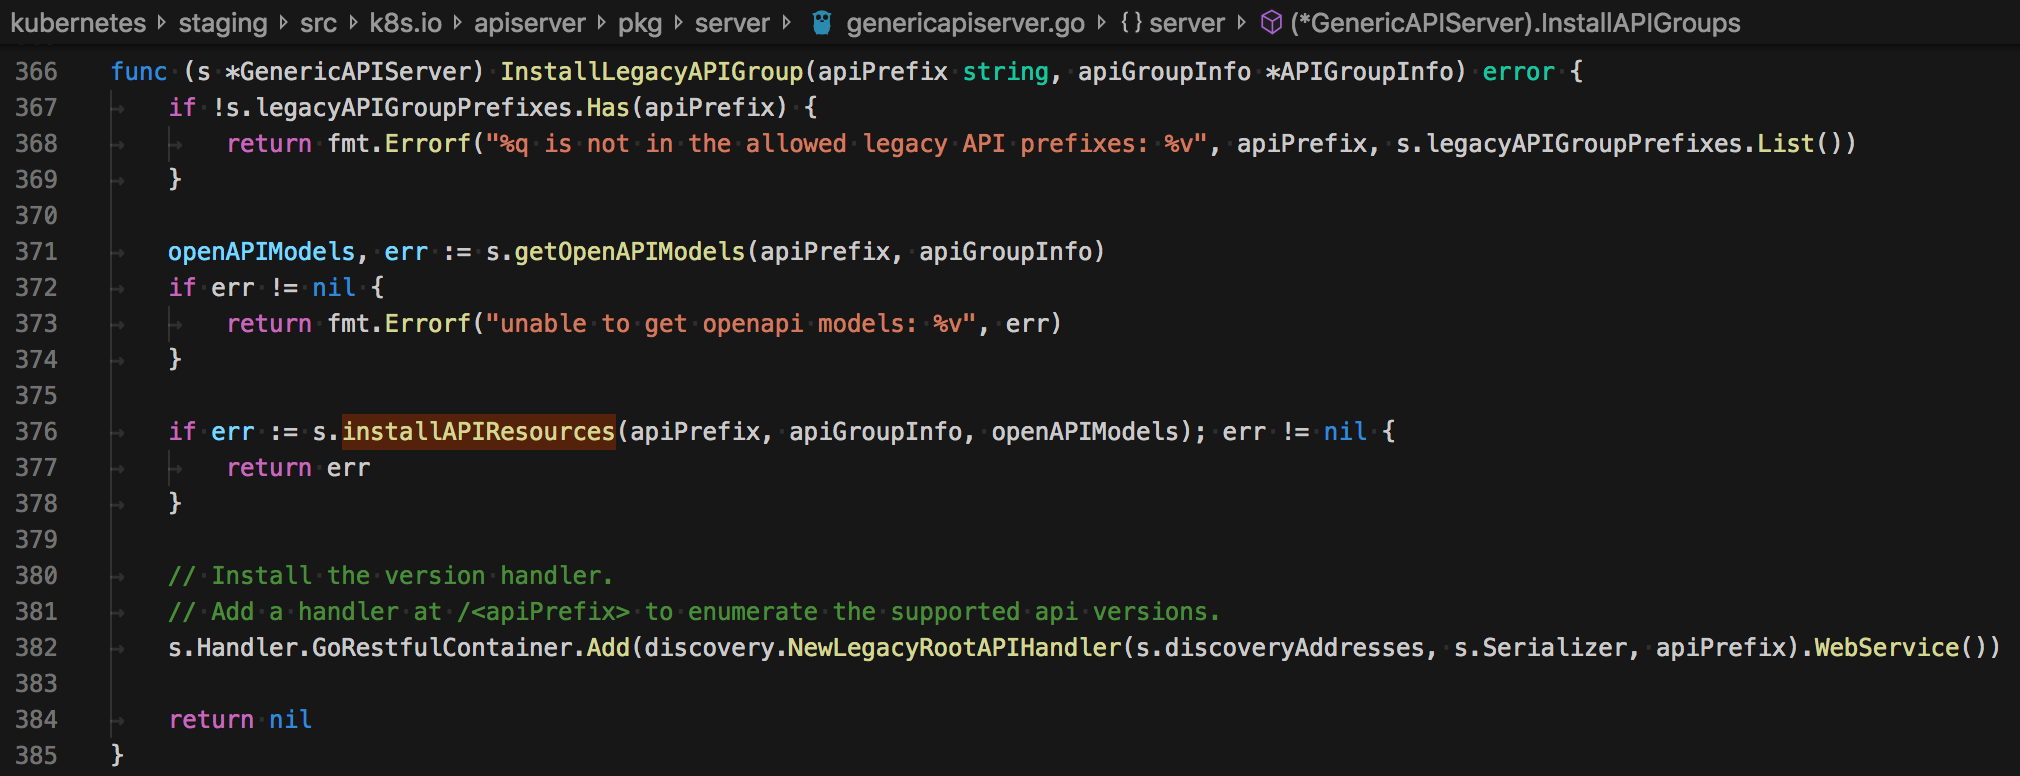 kubernetes › staging › src › k8s.io › apiserver › pkg › server › genericapiserver.go › {} server › (*GenericAPIServer).InstallAPIGroups
366 func (s *GenericAPIServer) InstallLegacyAPIGroup(apiPrefix string, apiGroupInfo *APIGroupInfo) error {
367 if !s.legacyAPIGroupPrefixes.Has(apiPrefix) {
368 return fmt.Errorf("%q is not in the allowed legacy API prefixes: %v", apiPrefix, s.legacyAPIGroupPrefixes.List())
369 }
370
371 openAPIModels, err := s.getOpenAPIModels(apiPrefix, apiGroupInfo)
372 if err != nil {
373 return fmt.Errorf("unable to get openapi models: %v", err)
374 }
375
376 if err := s.installAPIResources(apiPrefix, apiGroupInfo, openAPIModels); err != nil {
377 return err
378 }
379
380 // Install the version handler.
381 // Add a handler at /<apiPrefix> to enumerate the supported api versions.
382 s.Handler.GoRestfulContainer.Add(discovery.NewLegacyRootAPIHandler(s.discoveryAddresses, s.Serializer, apiPrefix).WebService())
383
384 return nil
385 }